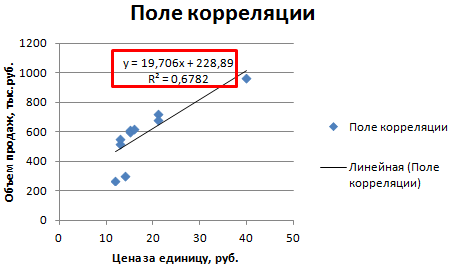 Поле корреляции
Объем продаж, тыс.руб.
1200
1000
800
600
400
200
0
y = 19,706x + 228,89
R² = 0,6782
0 10 20 30 40 50
Цена за единицу, руб.
Поле корреляции
Линейная (Поле
корреляции)